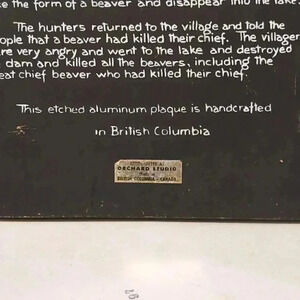 the form of a beaver and disappear into the lake.
The hunters returned to the village and told the
people that a beaver had killed their chief. The villagers
were very angry and went to the lake and destroyed
dam and killed all the beavers, including the
great chief beaver who had killed their chief.
This etched aluminum plaque is handcrafted
in British Columbia
ORCHARD STUDIO
BRITISH COLUMBIA - CANADA